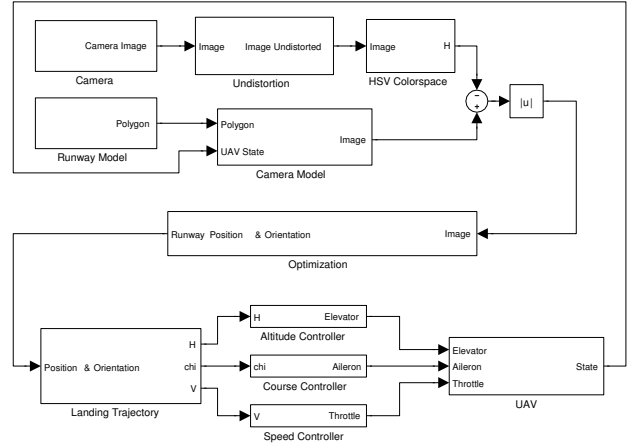 Camera Image
Camera
Image Image Undistorted
Undistortion
Image H
HSV Colorspace
−
+
|u|
Polygon
Runway Model
Polygon
UAV State
Image
Camera Model
Runway Position & Orientation Image
Optimization
Position & Orientation
H
chi
V
Landing Trajectory
H Elevator
Altitude Controller
chi Aileron
Course Controller
V Throttle
Speed Controller
Elevator
Aileron
Throttle
State
UAV